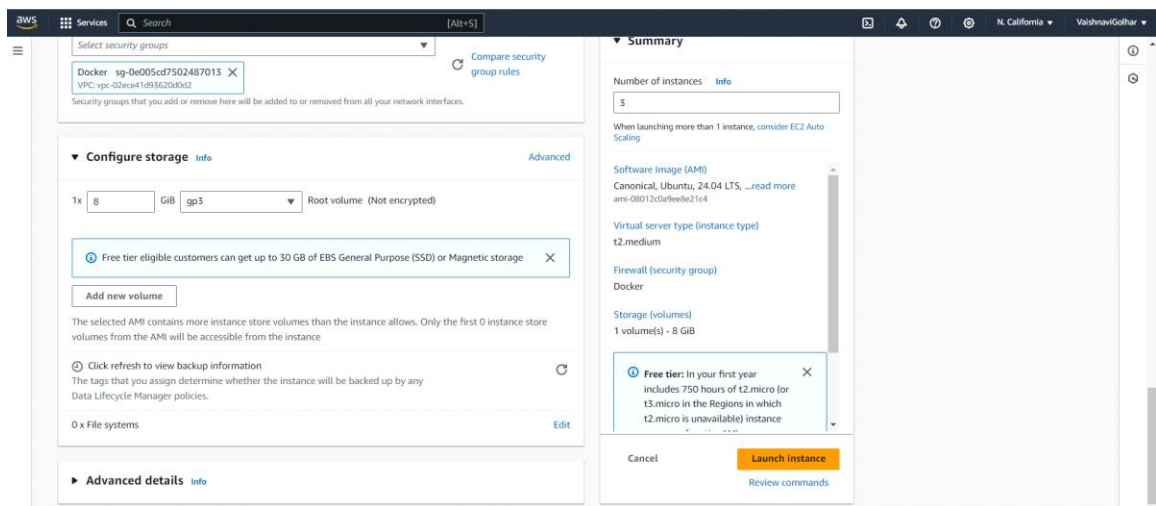 aws
Services
Search
[Alt+S]
N. California
VaishnaviGolhar
Select security groups
Compare security
group rules
Docker sg-0e005cd7502487013
VPC: vpc-02ece41d93620d0d2
Security groups that you add or remove here will be added to or removed from all your network interfaces.
Configure storage Info
Advanced
1x 8 GiB gp3 Root volume (Not encrypted)
Free tier eligible customers can get up to 30 GB of EBS General Purpose (SSD) or Magnetic storage
Add new volume
The selected AMI contains more instance store volumes than the instance allows. Only the first 0 instance store
volumes from the AMI will be accessible from the instance
Click refresh to view backup information
The tags that you assign determine whether the instance will be backed up by any
Data Lifecycle Manager policies.
0 x File systems
Edit
Advanced details Info
Summary
Number of instances Info
3
When launching more than 1 instance, consider EC2 Auto
Scaling
Software Image (AMI)
Canonical, Ubuntu, 24.04 LTS, ...read more
ami-08012c0a9ee8e21c4
Virtual server type (instance type)
t2.medium
Firewall (security group)
Docker
Storage (volumes)
1 volume(s) - 8 GiB
Free tier: In your first year
includes 750 hours of t2.micro (or
t3.micro in the Regions in which
t2.micro is unavailable) instance
Cancel
Launch instance
Review commands